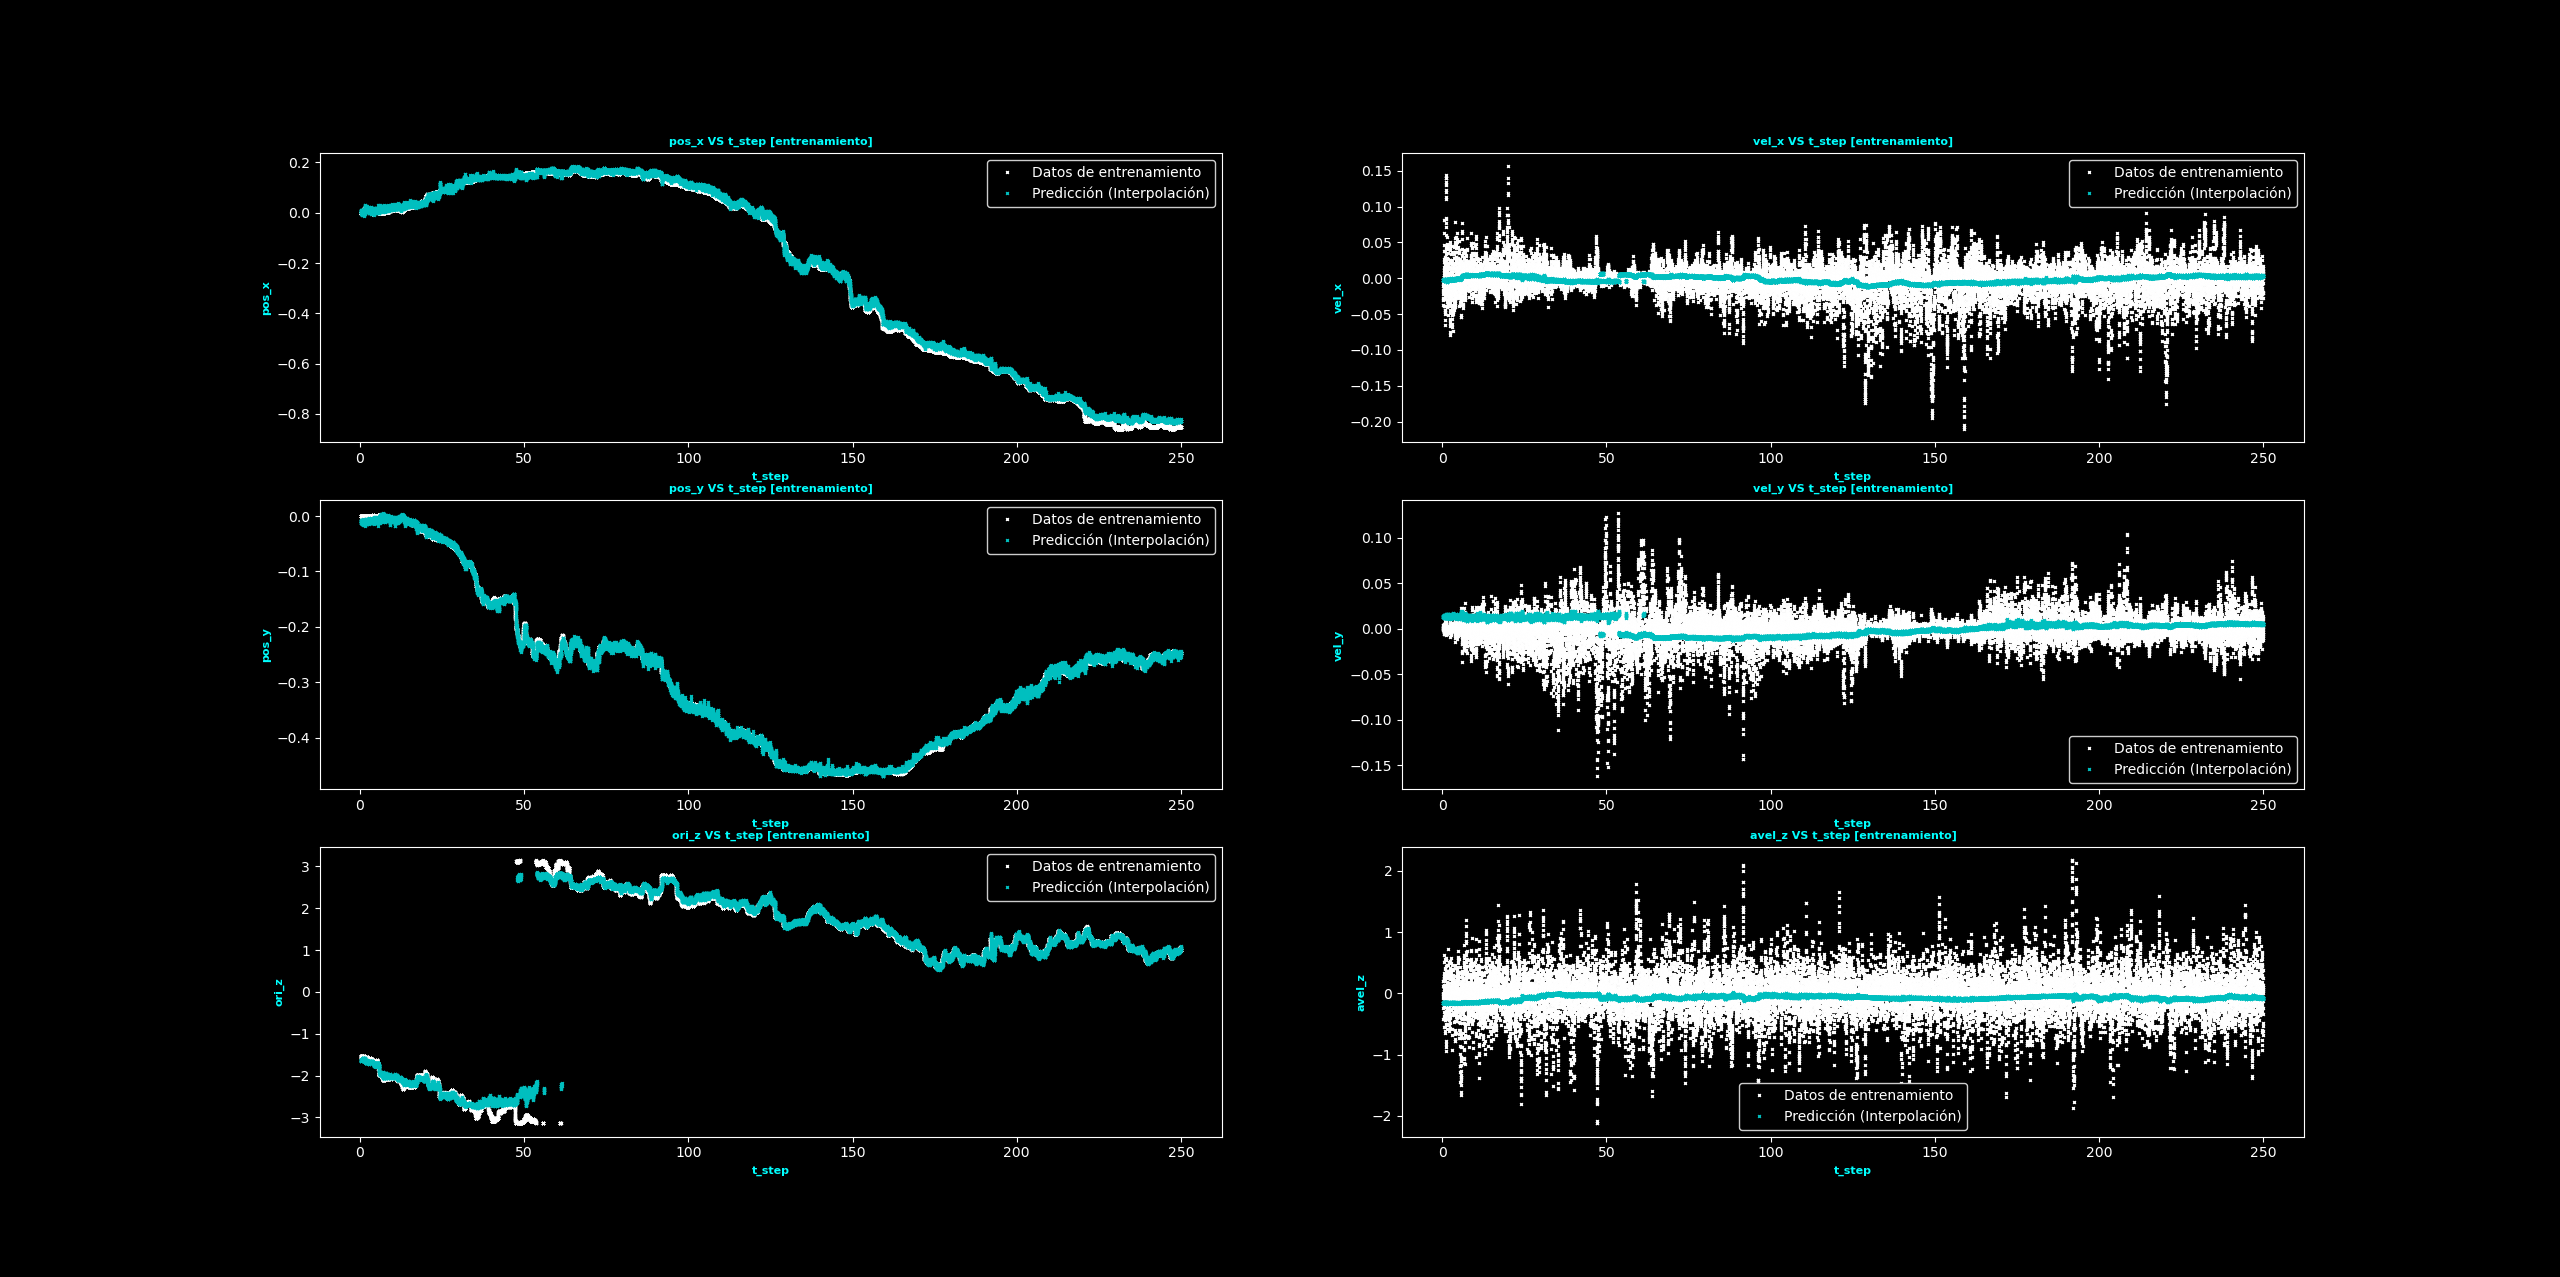 pos_x VS t_step [entrenamiento]
Datos de entrenamiento
Predicción (Interpolación)
0.2
0.0
−0.2
−0.4
−0.6
−0.8
pos_x
0 50 100 150 200 250
t_step
vel_x VS t_step [entrenamiento]
Datos de entrenamiento
Predicción (Interpolación)
0.15
0.10
0.05
0.00
−0.05
−0.10
−0.15
−0.20
vel_x
0 50 100 150 200 250
t_step
pos_y VS t_step [entrenamiento]
Datos de entrenamiento
Predicción (Interpolación)
0.0
−0.1
−0.2
−0.3
−0.4
pos_y
0 50 100 150 200 250
t_step
vel_y VS t_step [entrenamiento]
0.10
0.05
0.00
−0.05
−0.10
−0.15
vel_y
Datos de entrenamiento
Predicción (Interpolación)
0 50 100 150 200 250
t_step
ori_z VS t_step [entrenamiento]
Datos de entrenamiento
Predicción (Interpolación)
3
2
1
0
−1
−2
−3
ori_z
0 50 100 150 200 250
t_step
avel_z VS t_step [entrenamiento]
2
1
0
−1
−2
avel_z
Datos de entrenamiento
Predicción (Interpolación)
0 50 100 150 200 250
t_step